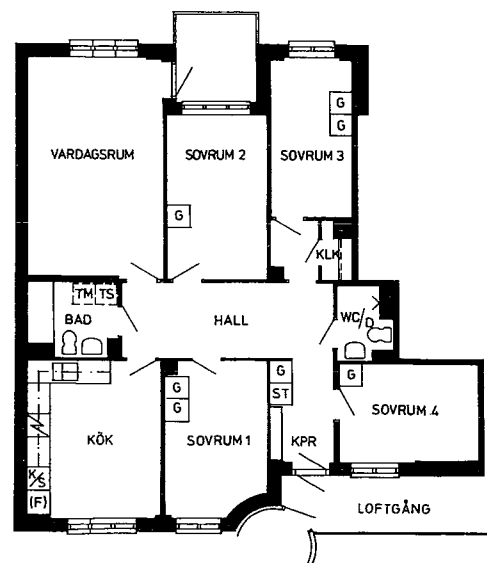 G
G
VARDAGSRUM
SOVRUM 2
SOVRUM 3
G
KLK
TM TS
BAD
HALL
WC/D
G
G
G
ST
G
SOVRUM 4
KÖK
SOVRUM 1
KPR
K/S
(F)
LOFTGÅNG